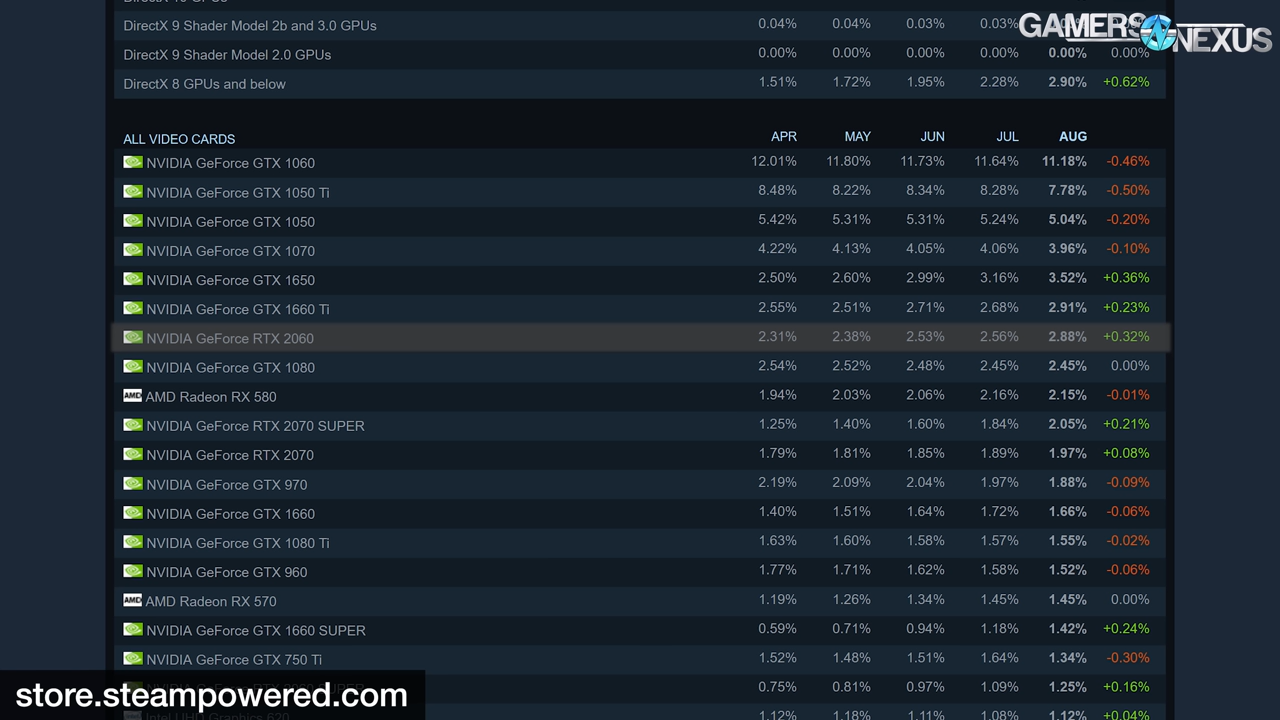 DirectX 9 Shader Model 2b and 3.0 GPUs 0.04% 0.04% 0.03% 0.03%
GAMERS NEXUS
DirectX 9 Shader Model 2.0 GPUs 0.00% 0.00% 0.00% 0.00% 0.00% 0.00%
DirectX 8 GPUs and below 1.51% 1.72% 1.95% 2.28% 2.90% +0.62%
ALL VIDEO CARDS APR MAY JUN JUL AUG
NVIDIA GeForce GTX 1060 12.01% 11.80% 11.73% 11.64% 11.18% -0.46%
NVIDIA GeForce GTX 1050 Ti 8.48% 8.22% 8.34% 8.28% 7.78% -0.50%
NVIDIA GeForce GTX 1050 5.42% 5.31% 5.31% 5.24% 5.04% -0.20%
NVIDIA GeForce GTX 1070 4.22% 4.13% 4.05% 4.06% 3.96% -0.10%
NVIDIA GeForce GTX 1650 2.50% 2.60% 2.99% 3.16% 3.52% +0.36%
NVIDIA GeForce GTX 1660 Ti 2.55% 2.51% 2.71% 2.68% 2.91% +0.23%
NVIDIA GeForce RTX 2060 2.31% 2.38% 2.53% 2.56% 2.88% +0.32%
NVIDIA GeForce GTX 1080 2.54% 2.52% 2.48% 2.45% 2.45% 0.00%
AMD AMD Radeon RX 580 1.94% 2.03% 2.06% 2.16% 2.15% -0.01%
NVIDIA GeForce RTX 2070 SUPER 1.25% 1.40% 1.60% 1.84% 2.05% +0.21%
NVIDIA GeForce RTX 2070 1.79% 1.81% 1.85% 1.89% 1.97% +0.08%
NVIDIA GeForce GTX 970 2.19% 2.09% 2.04% 1.97% 1.88% -0.09%
NVIDIA GeForce GTX 1660 1.40% 1.51% 1.64% 1.72% 1.66% -0.06%
NVIDIA GeForce GTX 1080 Ti 1.63% 1.60% 1.58% 1.57% 1.55% -0.02%
NVIDIA GeForce GTX 960 1.77% 1.71% 1.62% 1.58% 1.52% -0.06%
AMD AMD Radeon RX 570 1.19% 1.26% 1.34% 1.45% 1.45% 0.00%
NVIDIA GeForce GTX 1660 SUPER 0.59% 0.71% 0.94% 1.18% 1.42% +0.24%
NVIDIA GeForce GTX 750 Ti 1.52% 1.48% 1.51% 1.64% 1.34% -0.30%
0.75% 0.81% 0.97% 1.09% 1.25% +0.16%
store.steampowered.com
Intel UHD Graphics 620 1.12% 1.18% 1.11% 1.08% 1.12% +0.04%